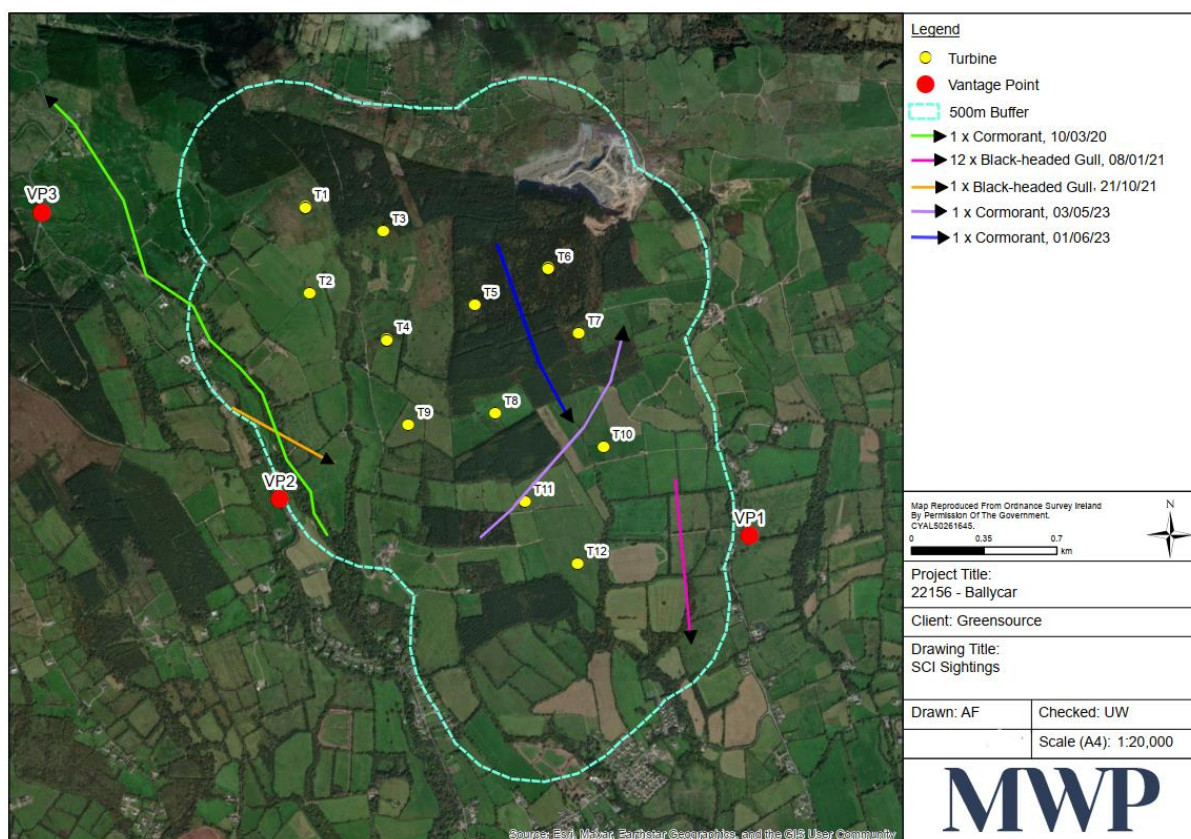 VP3
T1
T3
T6
T2
T5
T7
T4
T8
T9
T10
VP2
T11
VP1
T12
Source: Esri, Maxar, Earthstar Geographics, and the GIS User Community
Legend
Turbine
Vantage Point
500m Buffer
1 x Cormorant, 10/03/20
12 x Black-headed Gull, 08/01/21
1 x Black-headed Gull, 21/10/21
1 x Cormorant, 03/05/23
1 x Cormorant, 01/06/23
Map Reproduced From Ordnance Survey Ireland
By Permission Of The Government.
CYAL50261645.
N
0 0.35 0.7
km
Project Title:
22156 - Ballycar
Client: Greensource
Drawing Title:
SCI Sightings
Drawn: AF
Checked: UW
Scale (A4): 1:20,000
MWP